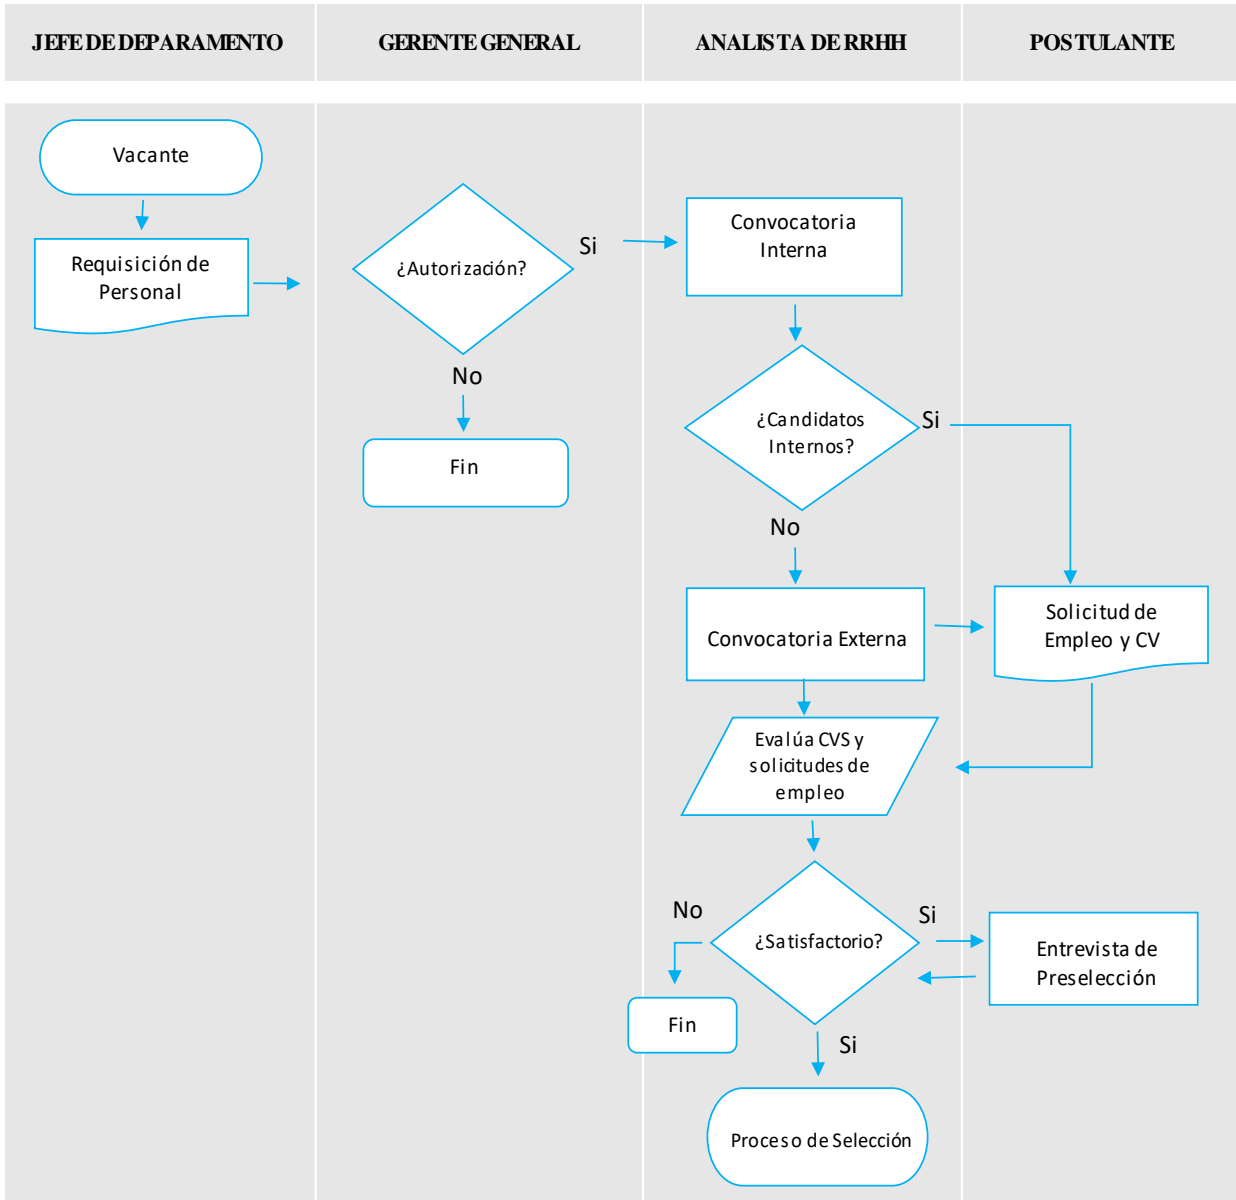 JEFE DE DEPARAMENTO
GERENTE GENERAL
ANALISTA DE RRHH
POSTULANTE
Vacante
Requisición de
Personal
¿Autorización?
Si
No
Fin
Convocatoria
Interna
¿Candidatos
Internos?
Si
No
Convocatoria Externa
Solicitud de
Empleo y CV
Evalúa CVS y
solicitudes de
empleo
¿Satisfactorio?
No
Si
Entrevista de
Preselección
Fin
Si
Proceso de Selección